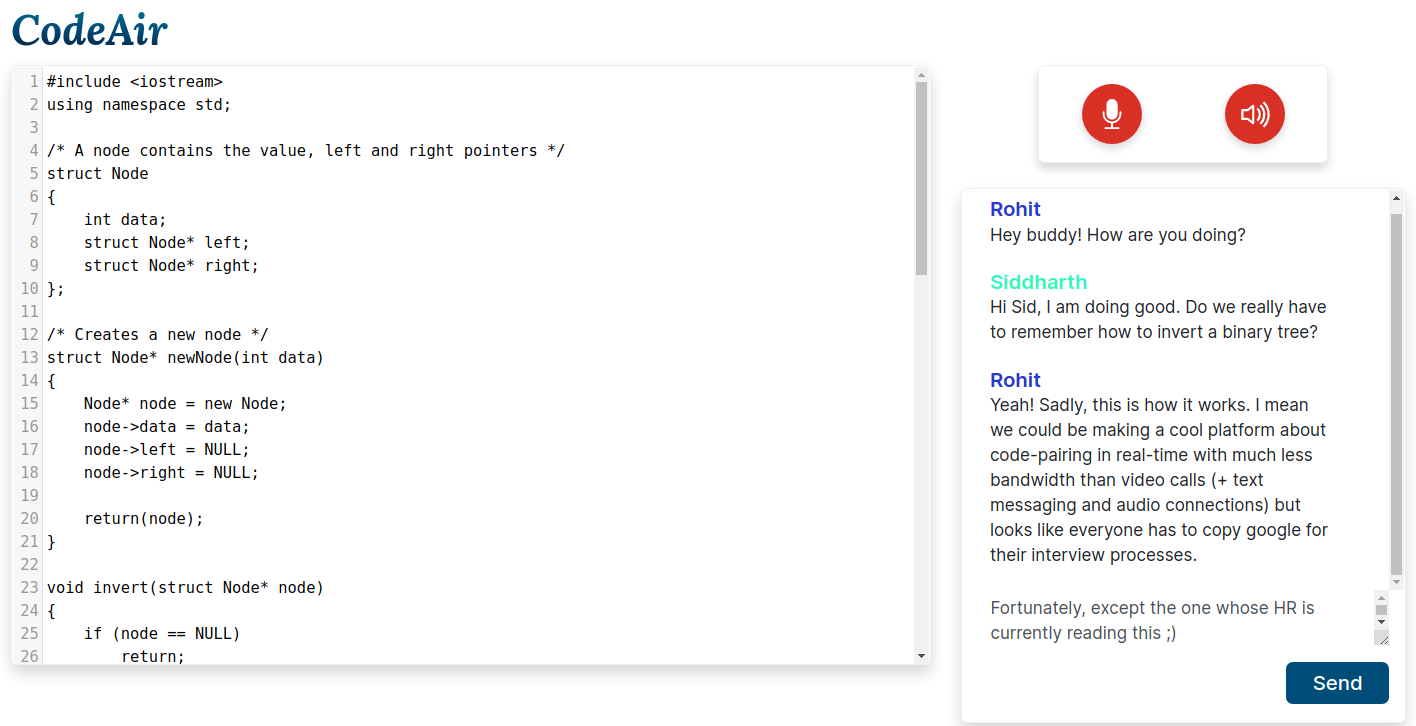 CodeAir
1 #include <iostream>
2 using namespace std;
3
4 /* A node contains the value, left and right pointers */
5 struct Node
6 {
7     int data;
8     struct Node* left;
9     struct Node* right;
10 };
11
12 /* Creates a new node */
13 struct Node* newNode(int data)
14 {
15     Node* node = new Node;
16     node->data = data;
17     node->left = NULL;
18     node->right = NULL;
19
20     return(node);
21 }
22
23 void invert(struct Node* node)
24 {
25     if (node == NULL)
26         return;
Rohit
Hey buddy! How are you doing?
Siddharth
Hi Sid, I am doing good. Do we really have
to remember how to invert a binary tree?
Rohit
Yeah! Sadly, this is how it works. I mean
we could be making a cool platform about
code-pairing in real-time with much less
bandwidth than video calls (+ text
messaging and audio connections) but
looks like everyone has to copy google for
their interview processes.
Fortunately, except the one whose HR is
currently reading this ;)
Send